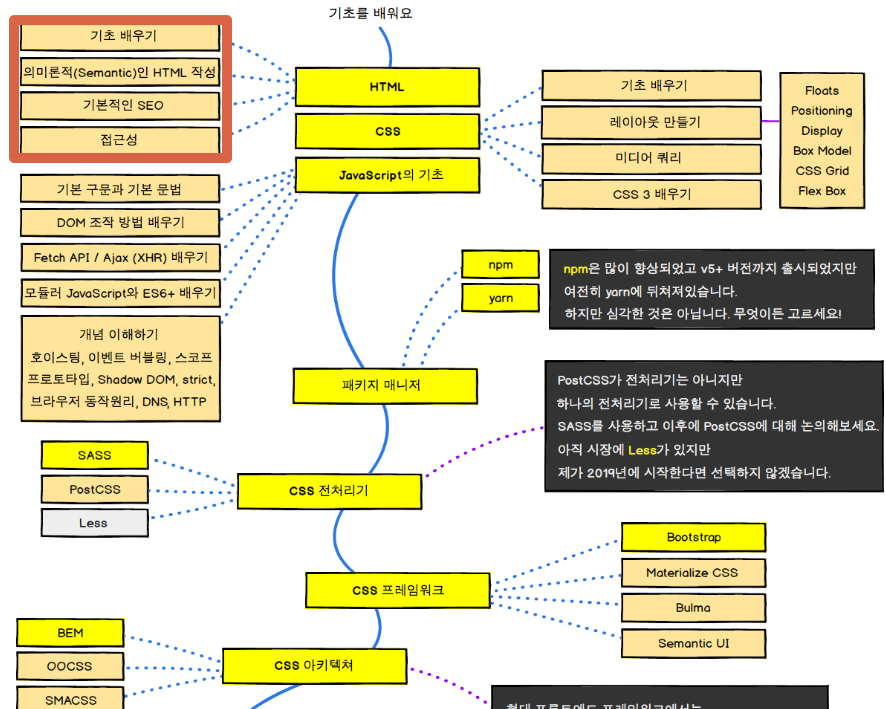 기초를 배워요
기초 배우기
의미론적(Semantic)인 HTML 작성
기본적인 SEO
접근성
HTML
CSS
JavaScript의 기초
기초 배우기
레이아웃 만들기
미디어 쿼리
CSS 3 배우기
Floats
Positioning
Display
Box Model
CSS Grid
Flex Box
기본 구문과 기본 문법
DOM 조작 방법 배우기
Fetch API / Ajax (XHR) 배우기
모듈러 JavaScript와 ES6+ 배우기
개념 이해하기
호이스팅, 이벤트 버블링, 스코프
프로토타입, Shadow DOM, strict,
브라우저 동작원리, DNS, HTTP
npm
yarn
npm은 많이 향상되었고 v5+ 버전까지 출시되었지만
여전히 yarn에 뒤쳐져있습니다.
하지만 심각한 것은 아닙니다. 무엇이든 고르세요!
패키지 매니저
PostCSS가 전처리기는 아니지만
하나의 전처리기로 사용할 수 있습니다.
SASS를 사용하고 이후에 PostCSS에 대해 논의해보세요.
아직 시장에 Less가 있지만
제가 2019년에 시작한다면 선택하지 않겠습니다.
SASS
PostCSS
Less
CSS 전처리기
CSS 프레임워크
Bootstrap
Materialize CSS
Bulma
Semantic UI
BEM
OOCSS
SMACSS
CSS 아키텍쳐
현대 프론트엔드 프레임워크에서는